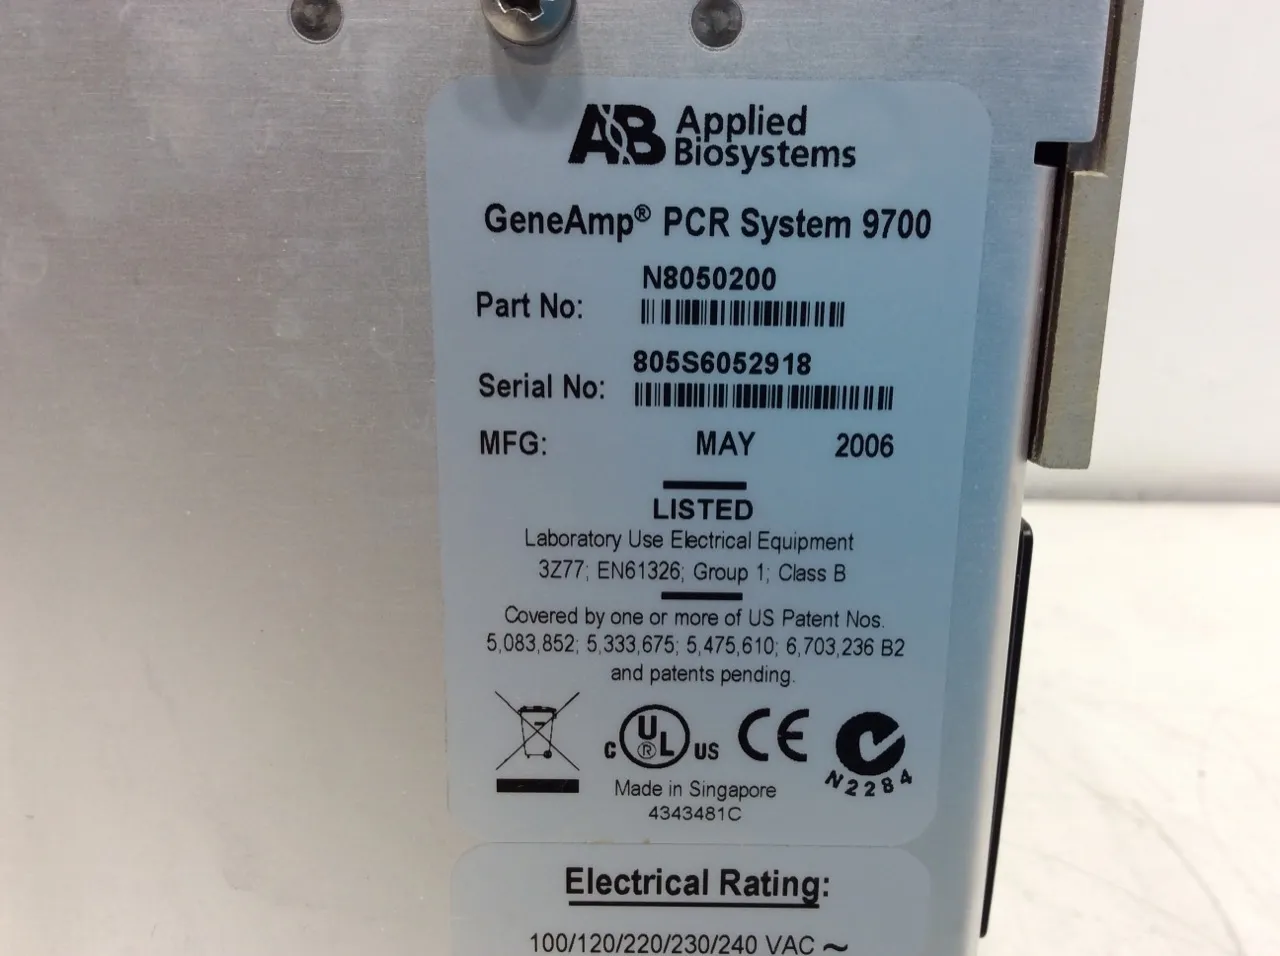 AB Applied
Biosystems
GeneAmp® PCR System 9700
N8050200
Part No:
805S6052918
Serial No:
MFG: MAY 2006
LISTED
Laboratory Use Electrical Equipment
3Z77; EN61326; Group 1; Class B
Covered by one or more of US Patent Nos.
5,083,852; 5,333,675; 5,475,610; 6,703,236 B2
and patents pending.
C UL® US CE
N2284
Made in Singapore
4343481C
Electrical Rating:
100/120/220/230/240 VAC ~